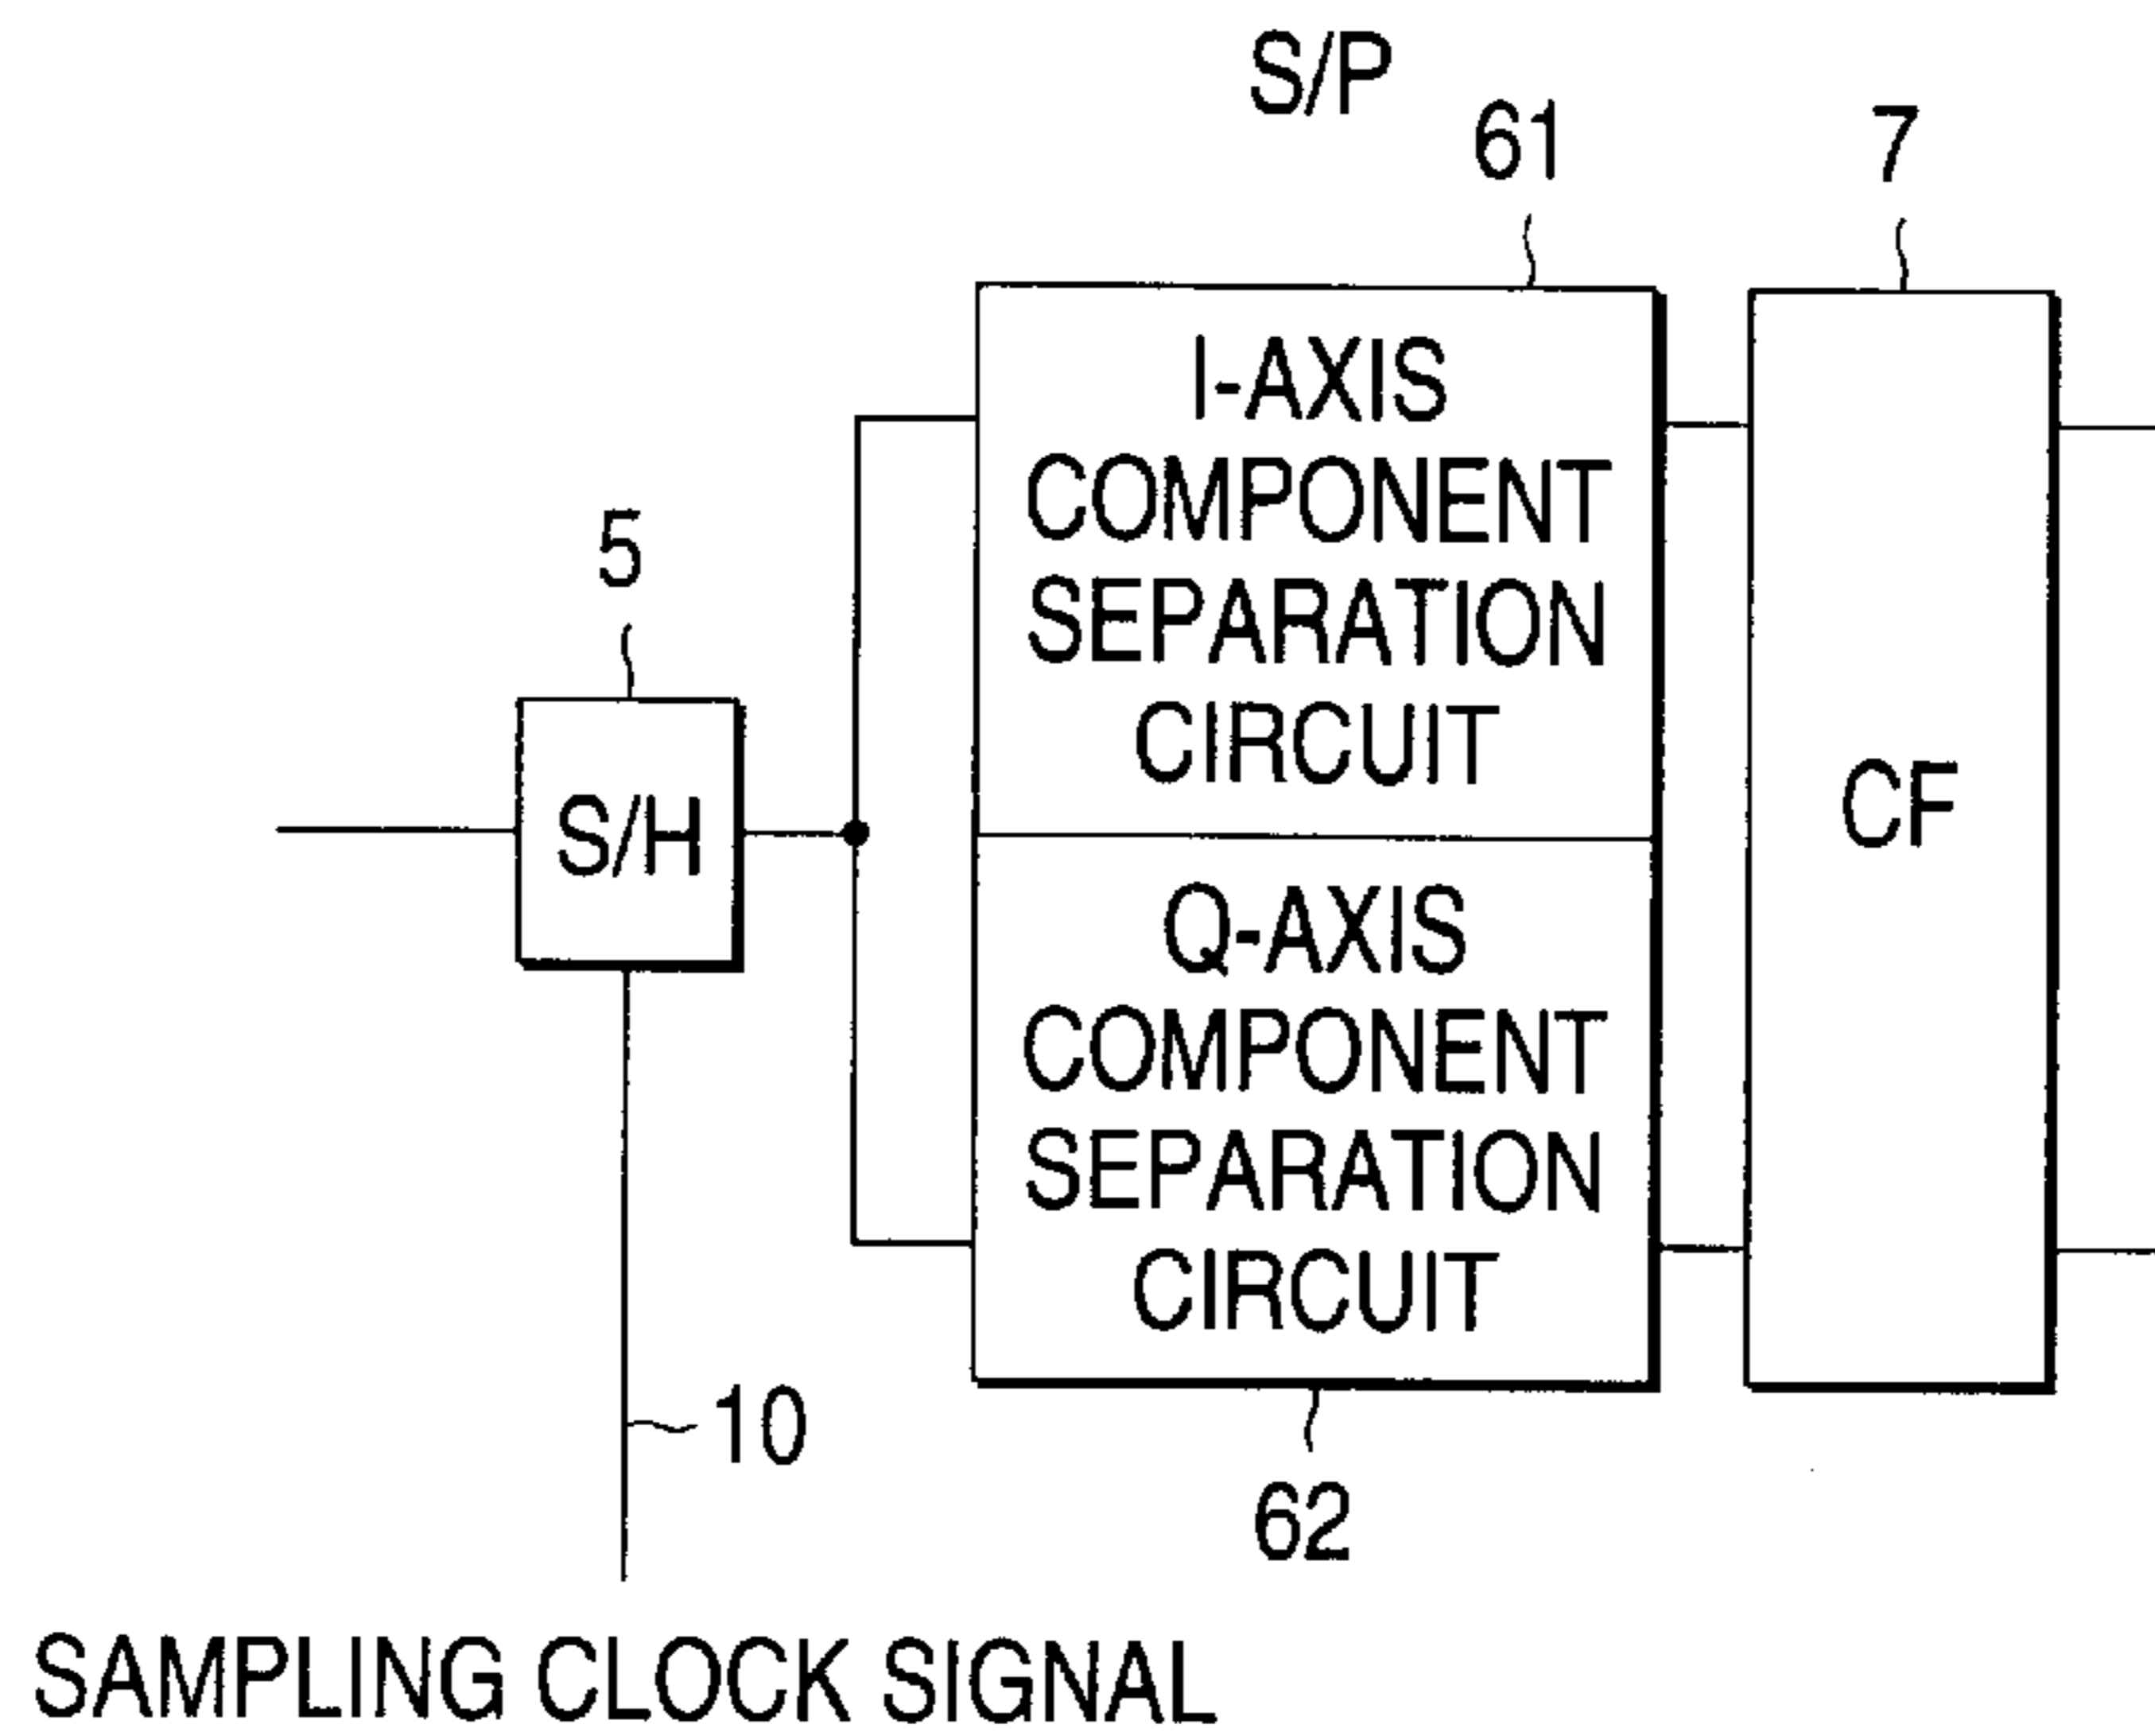 S/P
61
7
I-AXIS
COMPONENT
SEPARATION
CIRCUIT
5
S/H
CF
Q-AXIS
COMPONENT
SEPARATION
CIRCUIT
10
62
SAMPLING CLOCK SIGNAL